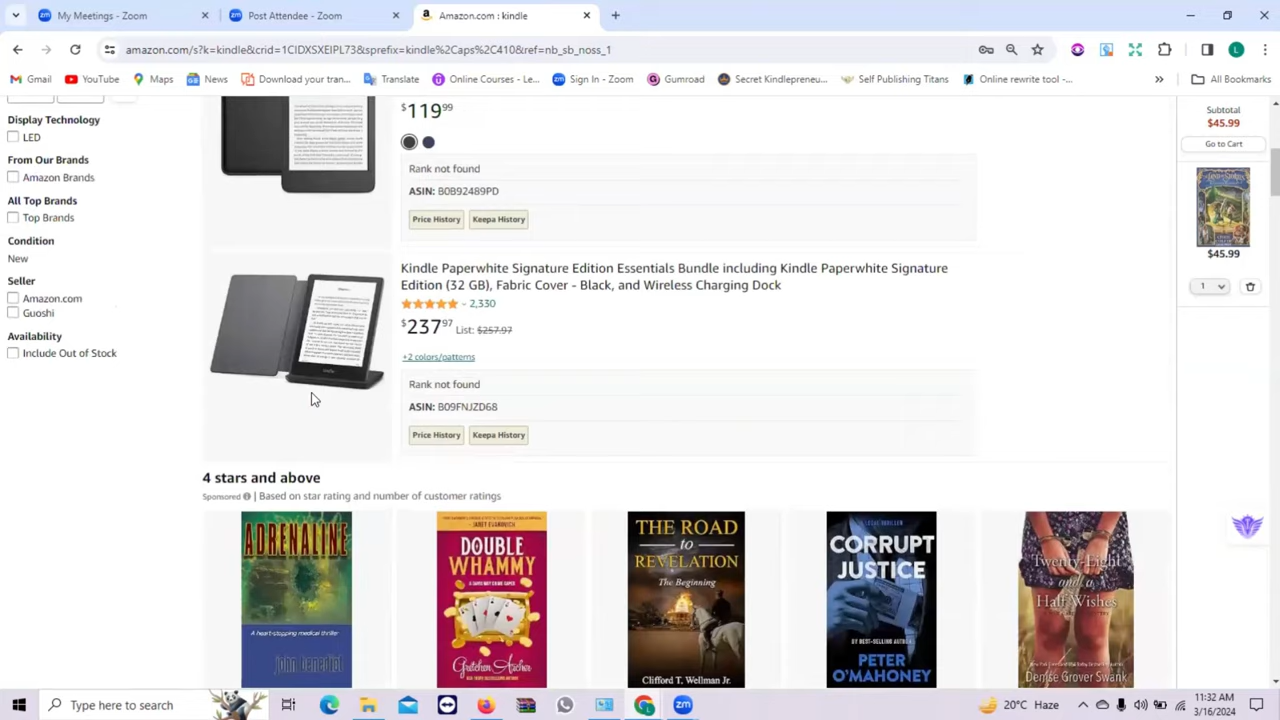 My Meetings - Zoom
Post Attendee - Zoom
Amazon.com : kindle
amazon.com/s?k=kindle&crid=1CIDXSXEIPL73&sprefix=kindle%2Caps%2C410&ref=nb_sb_noss_1
L
Gmail
YouTube
Maps
News
Download your tran...
Translate
Online Courses - Le...
Sign In - Zoom
Gumroad
Secret Kindlepreneu...
Self Publishing Titans
Online rewrite tool -...
All Bookmarks
Display Technology
LED
From Our Brands
Amazon Brands
All Top Brands
Top Brands
Condition
New
Seller
Amazon.com
Guoshi
Availability
Include Out of Stock
$119.99
Rank not found
ASIN: B0B92489PD
Price History
Keepa History
Kindle Paperwhite Signature Edition Essentials Bundle including Kindle Paperwhite Signature
Edition (32 GB), Fabric Cover - Black, and Wireless Charging Dock
2,330
$237.97 List: $257.97
+2 colors/patterns
Rank not found
ASIN: B09FNJZD68
Price History
Keepa History
Subtotal
$45.99
Go to Cart
$45.99
1
4 stars and above
Sponsored | Based on star rating and number of customer ratings
ADRENALINE
A heart-stopping medical thriller
john benedict
DOUBLE
WHAMMY
Gretchen Archer
THE ROAD
to
REVELATION
The Beginning
Clifford T. Wellman Jr.
A LEGAL THRILLER
CORRUPT
JUSTICE
BY BEST-SELLING AUTHOR
PETER
O'MAHONEY
Twenty-Eight
and a
Half Wishes
Denise Grover Swank
Type here to search
20°C Haze
11:32 AM
3/16/2024